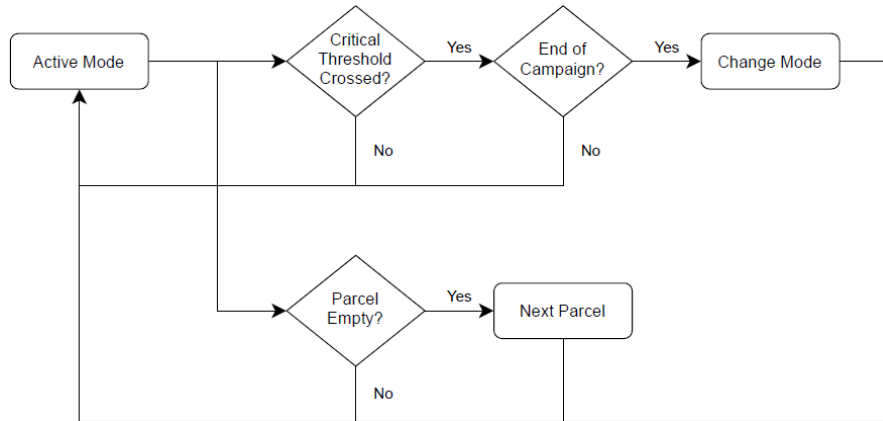 Active Mode
Critical
Threshold
Crossed?
Yes
End of
Campaign?
Yes
Change Mode
No
No
Parcel
Empty?
Yes
Next Parcel
No